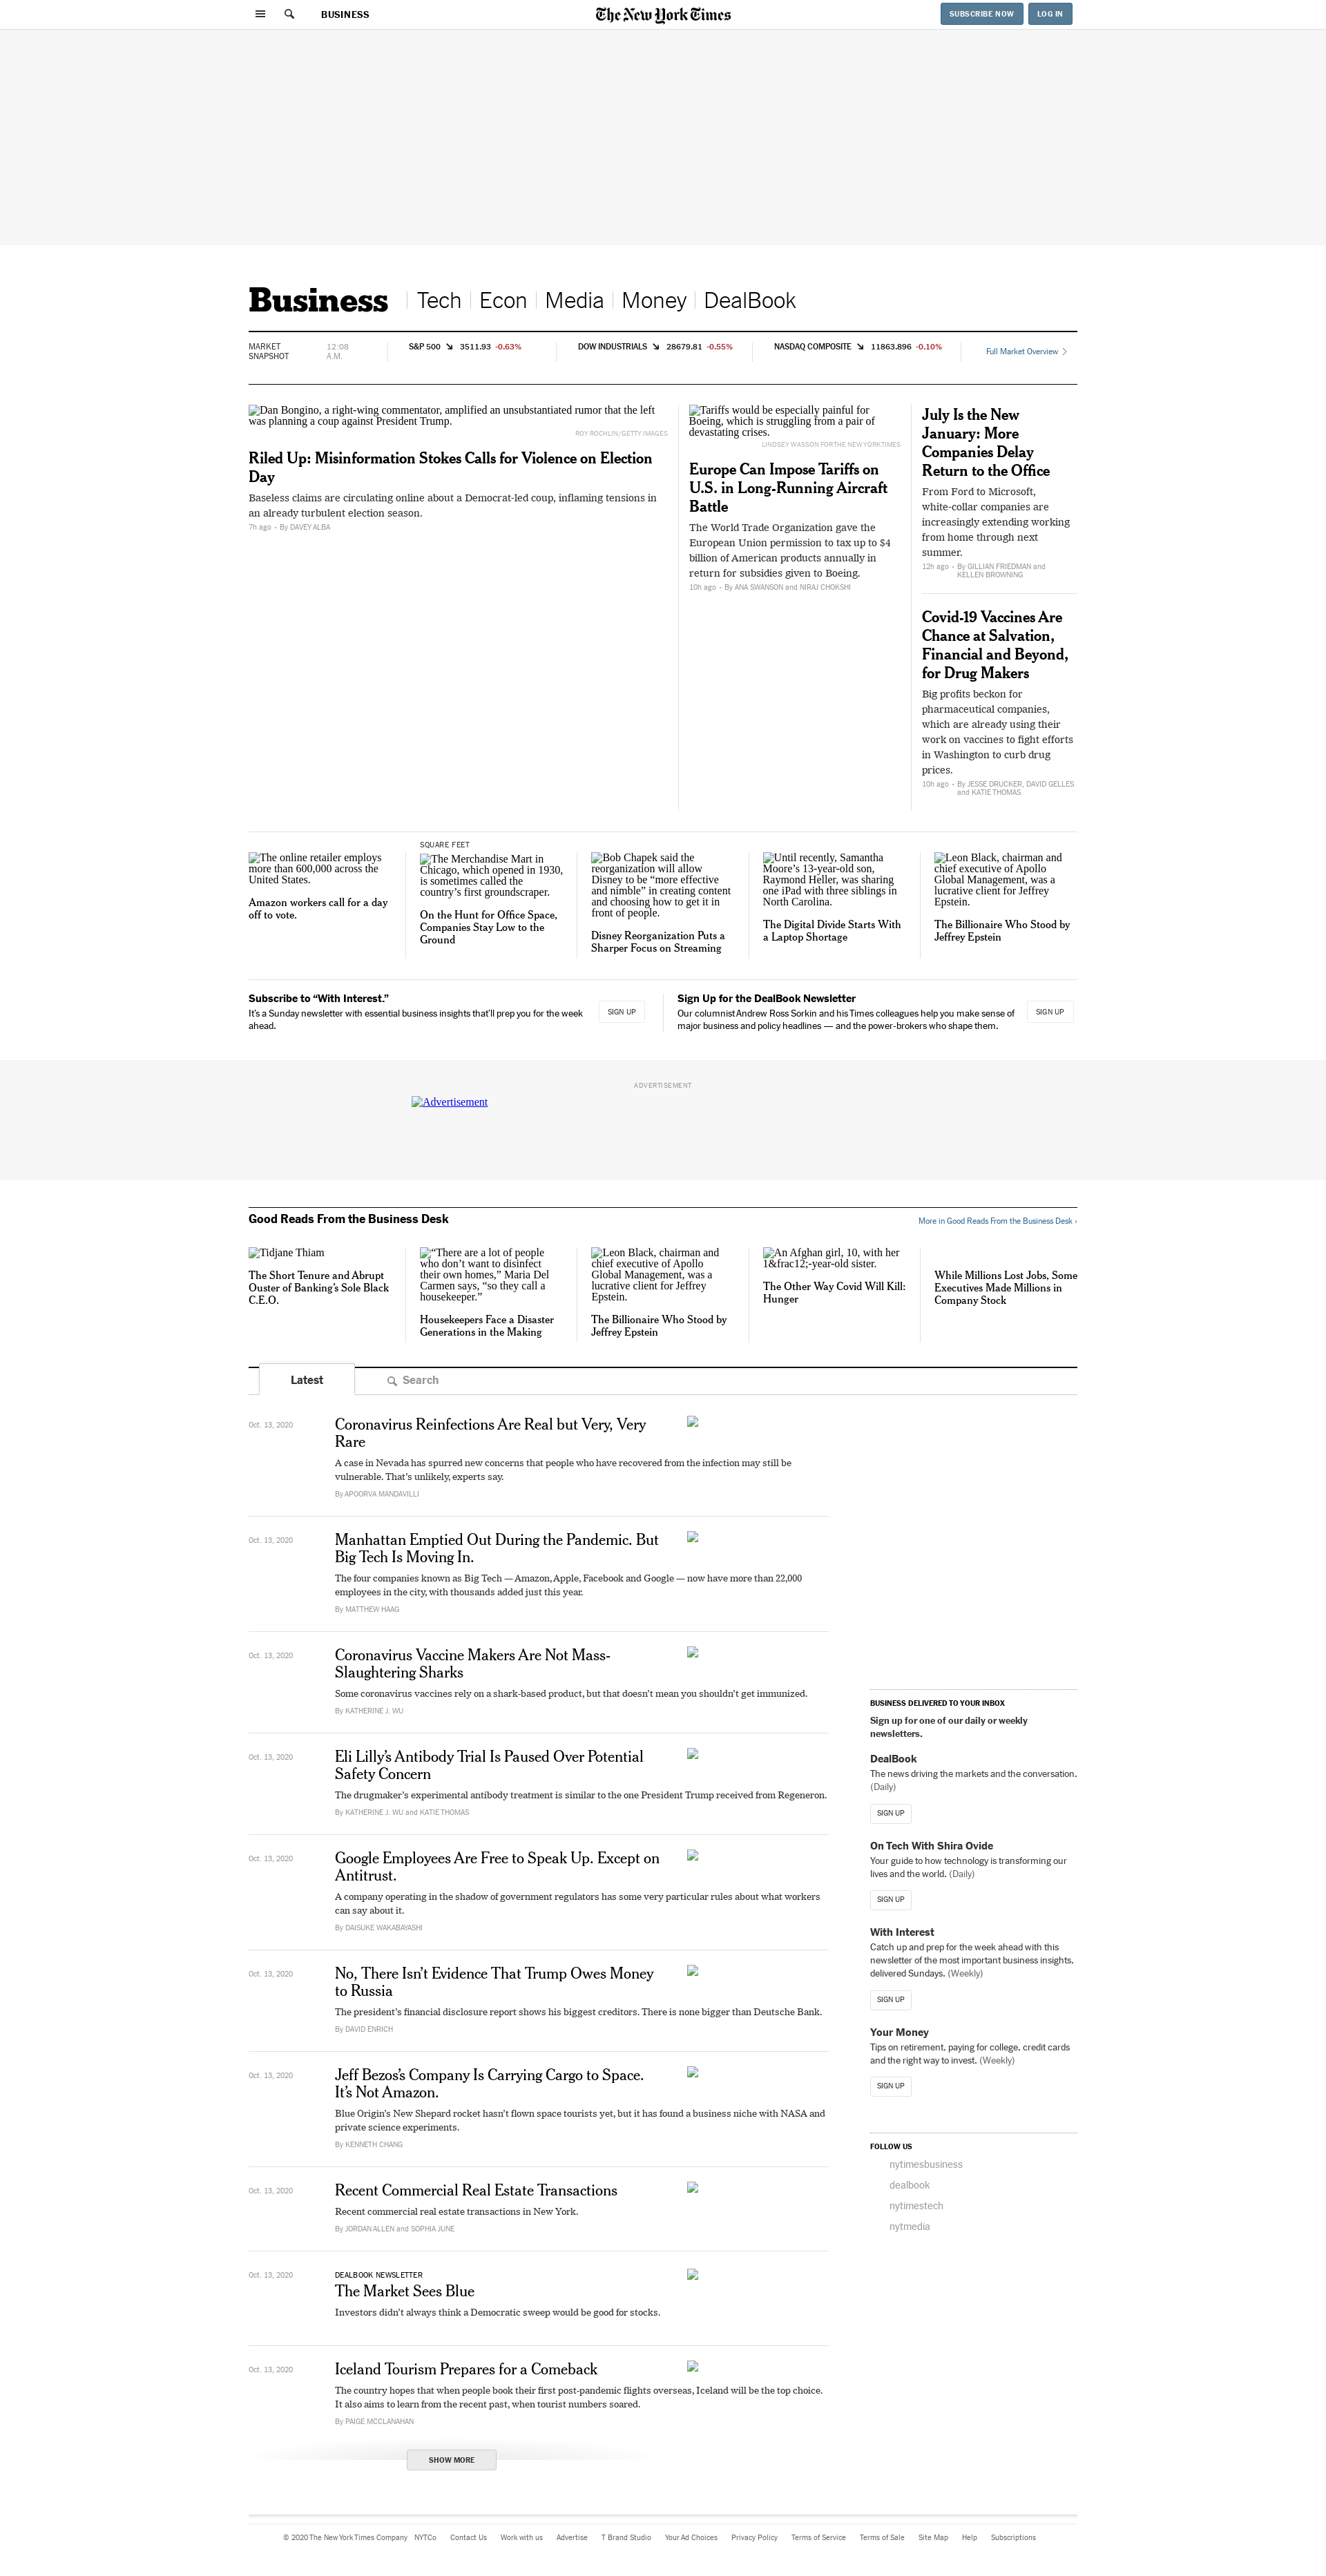 BUSINESS
The New York Times
SUBSCRIBE NOW
LOG IN
Business
Tech
Econ
Media
Money
DealBook
MARKET
SNAPSHOT
12:08
A.M.
S&P 500 3511.93 -0.63%
DOW INDUSTRIALS 28679.81 -0.55%
NASDAQ COMPOSITE 11863.896 -0.10%
Full Market Overview
Dan Bongino, a right-wing commentator, amplified an unsubstantiated rumor that the left
was planning a coup against President Trump.
ROY ROCHLIN/GETTY IMAGES
Riled Up: Misinformation Stokes Calls for Violence on Election
Day
Baseless claims are circulating online about a Democrat-led coup, inflaming tensions in
an already turbulent election season.
7h ago • By DAVEY ALBA
Tariffs would be especially painful for
Boeing, which is struggling from a pair of
devastating crises.
LINDSEY WASSON FOR THE NEW YORK TIMES
Europe Can Impose Tariffs on
U.S. in Long-Running Aircraft
Battle
The World Trade Organization gave the
European Union permission to tax up to $4
billion of American products annually in
return for subsidies given to Boeing.
10h ago • By ANA SWANSON and NIRAJ CHOKSHI
July Is the New
January: More
Companies Delay
Return to the Office
From Ford to Microsoft,
white-collar companies are
increasingly extending working
from home through next
summer.
12h ago • By GILLIAN FRIEDMAN and
KELLEN BROWNING
Covid-19 Vaccines Are
Chance at Salvation,
Financial and Beyond,
for Drug Makers
Big profits beckon for
pharmaceutical companies,
which are already using their
work on vaccines to fight efforts
in Washington to curb drug
prices.
10h ago • By JESSE DRUCKER, DAVID GELLES
and KATIE THOMAS
The online retailer employs
more than 600,000 across the
United States.
Amazon workers call for a day
off to vote.
SQUARE FEET
The Merchandise Mart in
Chicago, which opened in 1930,
is sometimes called the
country’s first groundscraper.
On the Hunt for Office Space,
Companies Stay Low to the
Ground
Bob Chapek said the
reorganization will allow
Disney to be “more effective
and nimble” in creating content
and choosing how to get it in
front of people.
Disney Reorganization Puts a
Sharper Focus on Streaming
Until recently, Samantha
Moore’s 13-year-old son,
Raymond Heller, was sharing
one iPad with three siblings in
North Carolina.
The Digital Divide Starts With
a Laptop Shortage
Leon Black, chairman and
chief executive of Apollo
Global Management, was a
lucrative client for Jeffrey
Epstein.
The Billionaire Who Stood by
Jeffrey Epstein
Subscribe to “With Interest.”
It’s a Sunday newsletter with essential business insights that’ll prep you for the week
ahead.
SIGN UP
Sign Up for the DealBook Newsletter
Our columnist Andrew Ross Sorkin and his Times colleagues help you make sense of
major business and policy headlines — and the power-brokers who shape them.
SIGN UP
ADVERTISEMENT
Advertisement
Good Reads From the Business Desk
More in Good Reads From the Business Desk ›
Tidjane Thiam
The Short Tenure and Abrupt
Ouster of Banking’s Sole Black
C.E.O.
“There are a lot of people
who don’t want to disinfect
their own homes,” Maria Del
Carmen says, “so they call a
housekeeper.”
Housekeepers Face a Disaster
Generations in the Making
Leon Black, chairman and
chief executive of Apollo
Global Management, was a
lucrative client for Jeffrey
Epstein.
The Billionaire Who Stood by
Jeffrey Epstein
An Afghan girl, 10, with her
1&frac12;-year-old sister.
The Other Way Covid Will Kill:
Hunger
While Millions Lost Jobs, Some
Executives Made Millions in
Company Stock
Latest
Search
Oct. 13, 2020
Coronavirus Reinfections Are Real but Very, Very
Rare
A case in Nevada has spurred new concerns that people who have recovered from the infection may still be
vulnerable. That’s unlikely, experts say.
By APOORVA MANDAVILLI
Oct. 13, 2020
Manhattan Emptied Out During the Pandemic. But
Big Tech Is Moving In.
The four companies known as Big Tech — Amazon, Apple, Facebook and Google — now have more than 22,000
employees in the city, with thousands added just this year.
By MATTHEW HAAG
Oct. 13, 2020
Coronavirus Vaccine Makers Are Not Mass-
Slaughtering Sharks
Some coronavirus vaccines rely on a shark-based product, but that doesn’t mean you shouldn’t get immunized.
By KATHERINE J. WU
Oct. 13, 2020
Eli Lilly’s Antibody Trial Is Paused Over Potential
Safety Concern
The drugmaker’s experimental antibody treatment is similar to the one President Trump received from Regeneron.
By KATHERINE J. WU and KATIE THOMAS
Oct. 13, 2020
Google Employees Are Free to Speak Up. Except on
Antitrust.
A company operating in the shadow of government regulators has some very particular rules about what workers
can say about it.
By DAISUKE WAKABAYASHI
Oct. 13, 2020
No, There Isn’t Evidence That Trump Owes Money
to Russia
The president’s financial disclosure report shows his biggest creditors. There is none bigger than Deutsche Bank.
By DAVID ENRICH
Oct. 13, 2020
Jeff Bezos’s Company Is Carrying Cargo to Space.
It’s Not Amazon.
Blue Origin’s New Shepard rocket hasn’t flown space tourists yet, but it has found a business niche with NASA and
private science experiments.
By KENNETH CHANG
Oct. 13, 2020
Recent Commercial Real Estate Transactions
Recent commercial real estate transactions in New York.
By JORDAN ALLEN and SOPHIA JUNE
Oct. 13, 2020
DEALBOOK NEWSLETTER
The Market Sees Blue
Investors didn’t always think a Democratic sweep would be good for stocks.
Oct. 13, 2020
Iceland Tourism Prepares for a Comeback
The country hopes that when people book their first post-pandemic flights overseas, Iceland will be the top choice.
It also aims to learn from the recent past, when tourist numbers soared.
By PAIGE MCCLANAHAN
SHOW MORE
BUSINESS DELIVERED TO YOUR INBOX
Sign up for one of our daily or weekly
newsletters.
DealBook
The news driving the markets and the conversation.
(Daily)
SIGN UP
On Tech With Shira Ovide
Your guide to how technology is transforming our
lives and the world. (Daily)
SIGN UP
With Interest
Catch up and prep for the week ahead with this
newsletter of the most important business insights,
delivered Sundays. (Weekly)
SIGN UP
Your Money
Tips on retirement, paying for college, credit cards
and the right way to invest. (Weekly)
SIGN UP
FOLLOW US
nytimesbusiness
dealbook
nytimestech
nytmedia
© 2020 The New York Times Company NYTCo Contact Us Work with us Advertise T Brand Studio Your Ad Choices Privacy Policy Terms of Service Terms of Sale Site Map Help Subscriptions